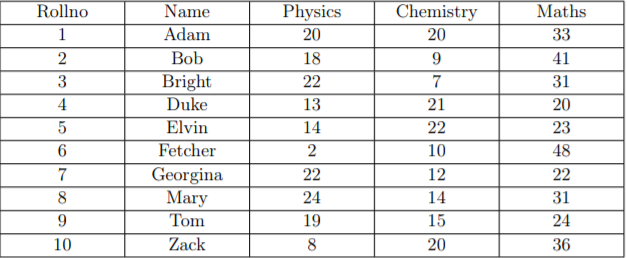 Rollno Name Physics Chemistry Maths
1 Adam 20 20 33
2 Bob 18 9 41
3 Bright 22 7 31
4 Duke 13 21 20
5 Elvin 14 22 23
6 Fetcher 2 10 48
7 Georgina 22 12 22
8 Mary 24 14 31
9 Tom 19 15 24
10 Zack 8 20 36